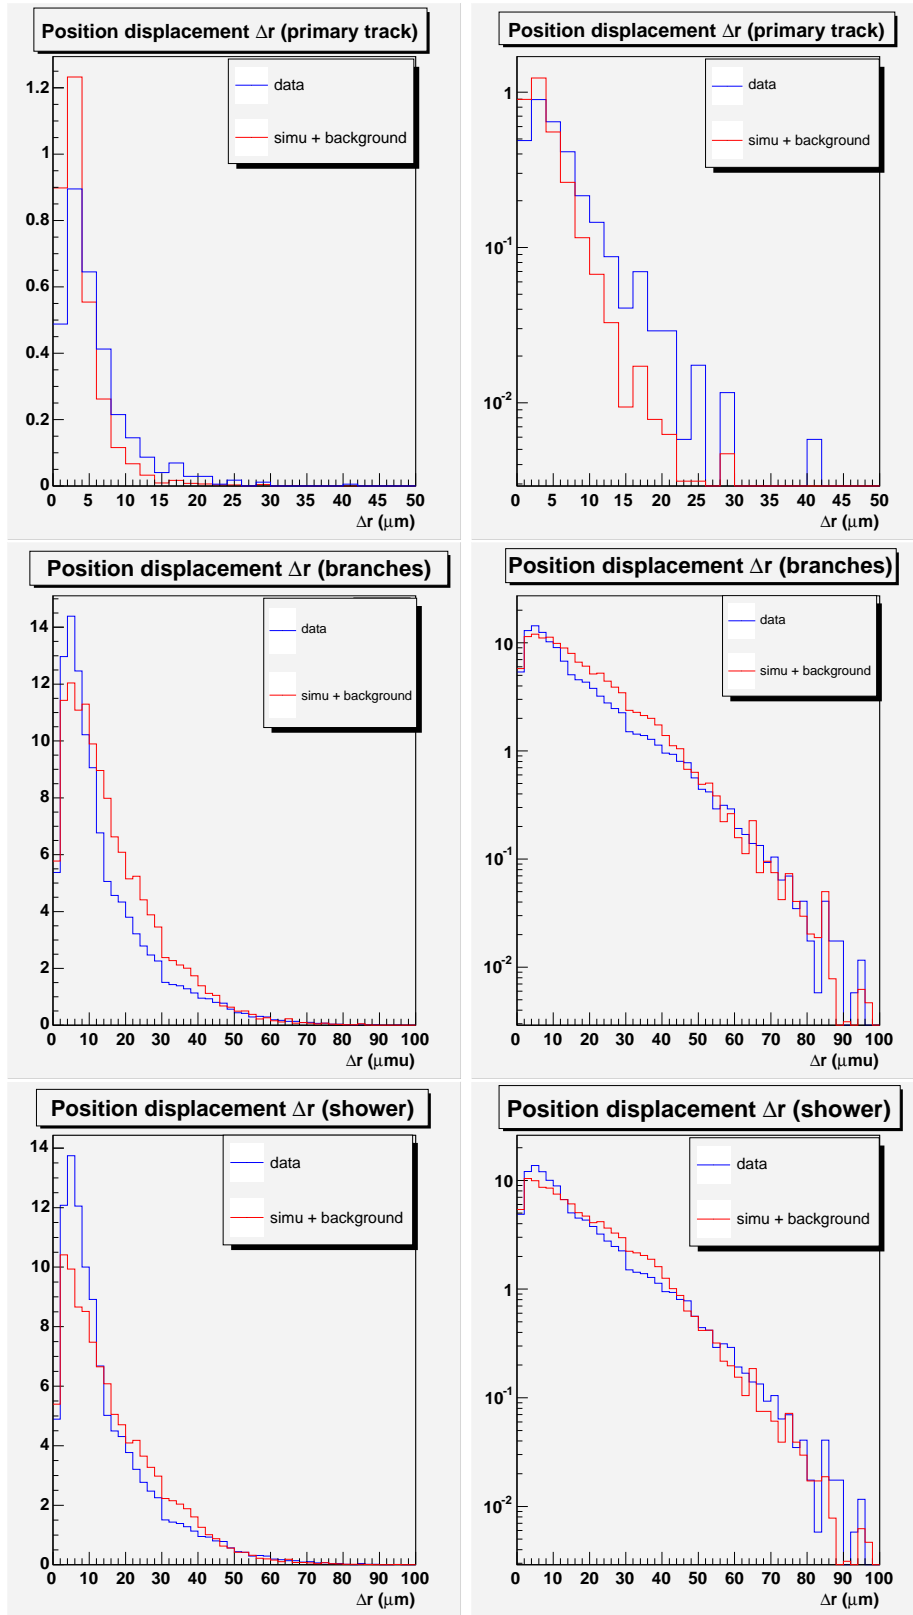 Position displacement Δr (primary track)
data
simu + background
1.2
1
0.8
0.6
0.4
0.2
0
0 5 10 15 20 25 30 35 40 45 50
Δr (μm)
Position displacement Δr (primary track)
data
simu + background
1
10^-1
10^-2
0 5 10 15 20 25 30 35 40 45 50
Δr (μm)
Position displacement Δr (branches)
data
simu + background
14
12
10
8
6
4
2
0
0 10 20 30 40 50 60 70 80 90 100
Δr (μmu)
Position displacement Δr (branches)
data
simu + background
10
1
10^-1
10^-2
0 10 20 30 40 50 60 70 80 90 100
Δr (μmu)
Position displacement Δr (shower)
data
simu + background
14
12
10
8
6
4
2
0
0 10 20 30 40 50 60 70 80 90 100
Δr (μm)
Position displacement Δr (shower)
data
simu + background
10
1
10^-1
10^-2
0 10 20 30 40 50 60 70 80 90 100
Δr (μm)